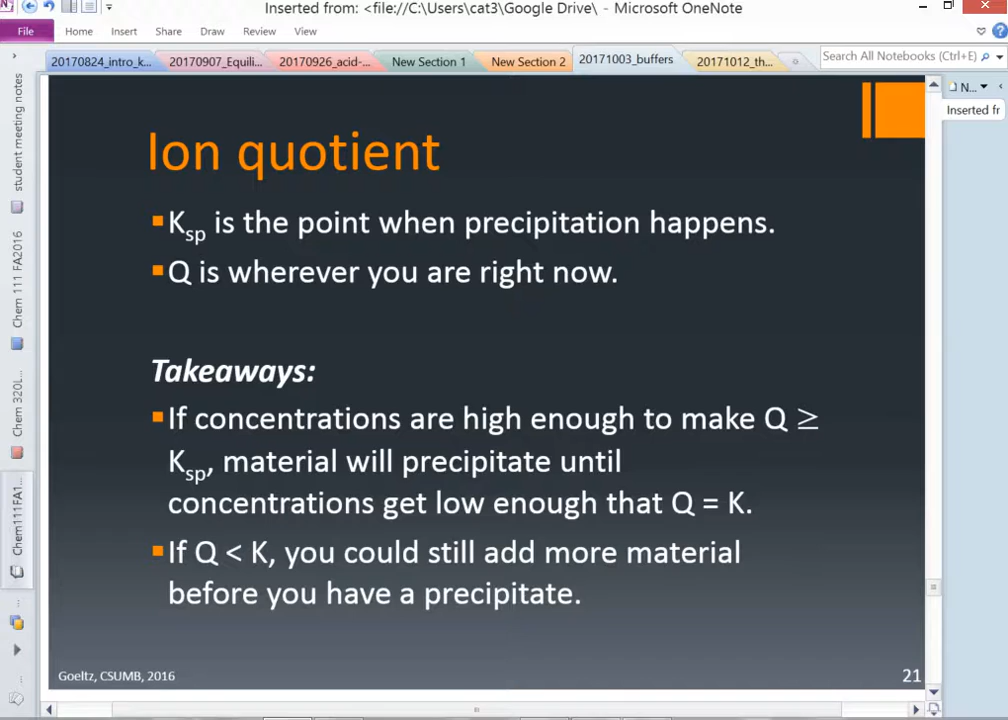 Inserted from: <file://C:\Users\cat3\Google Drive\ - Microsoft OneNote
File Home Insert Share Draw Review View
20170824_intro_k... 20170907_Equili... 20170926_acid-... New Section 1 New Section 2 20171003_buffers 20171012_th... Search All Notebooks (Ctrl+E)
N...
Inserted fr
student meeting notes
Chem 111 FA2016
Chem 320L
Chem111FA1
Ion quotient
Ksp is the point when precipitation happens.
Q is wherever you are right now.
Takeaways:
If concentrations are high enough to make Q ≥
Ksp, material will precipitate until
concentrations get low enough that Q = K.
If Q < K, you could still add more material
before you have a precipitate.
Goeltz, CSUMB, 2016
21